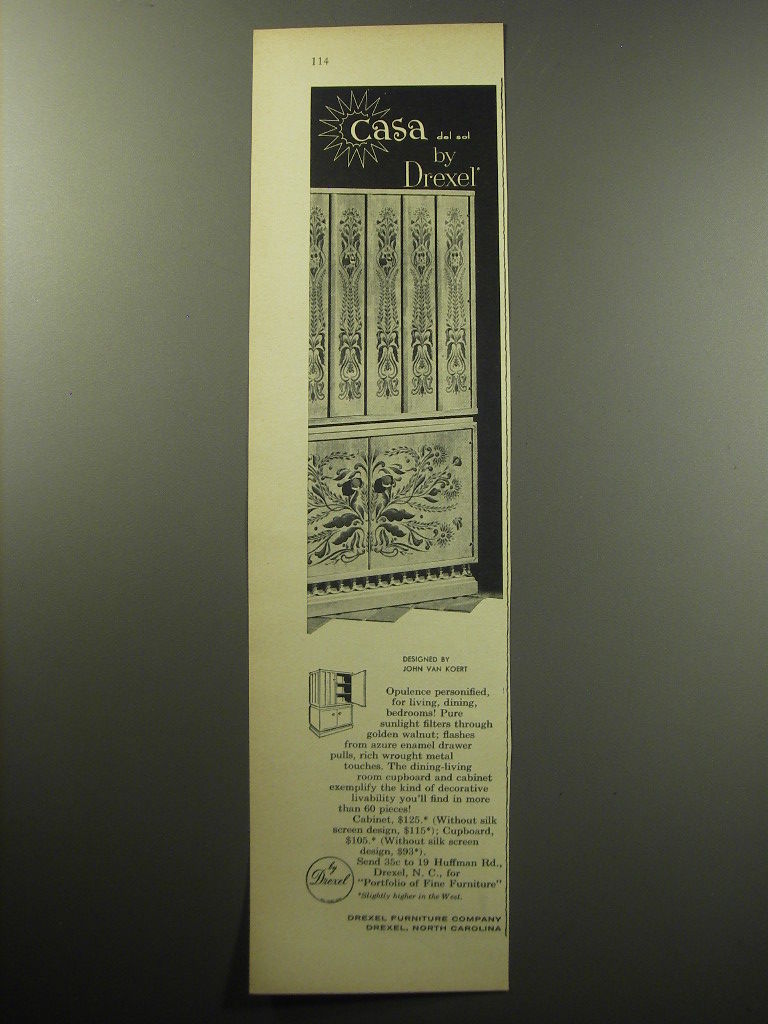 114
Casa del sol
by
Drexel*
DESIGNED BY
JOHN VAN KOERT
Opulence personified,
for living, dining,
bedrooms! Pure
sunlight filters through
golden walnut; flashes
from azure enamel drawer
pulls, rich wrought metal
touches. The dining-living
room cupboard and cabinet
exemplify the kind of decorative
livability you'll find in more
than 60 pieces!
Cabinet, $125.* (Without silk
screen design, $115*); Cupboard,
$105.* (Without silk screen
design, $93*).
Send 35c to 19 Huffman Rd.,
Drexel, N. C., for
"Portfolio of Fine Furniture"
*Slightly higher in the West.
by
Drexel
DREXEL FURNITURE COMPANY
DREXEL, NORTH CAROLINA